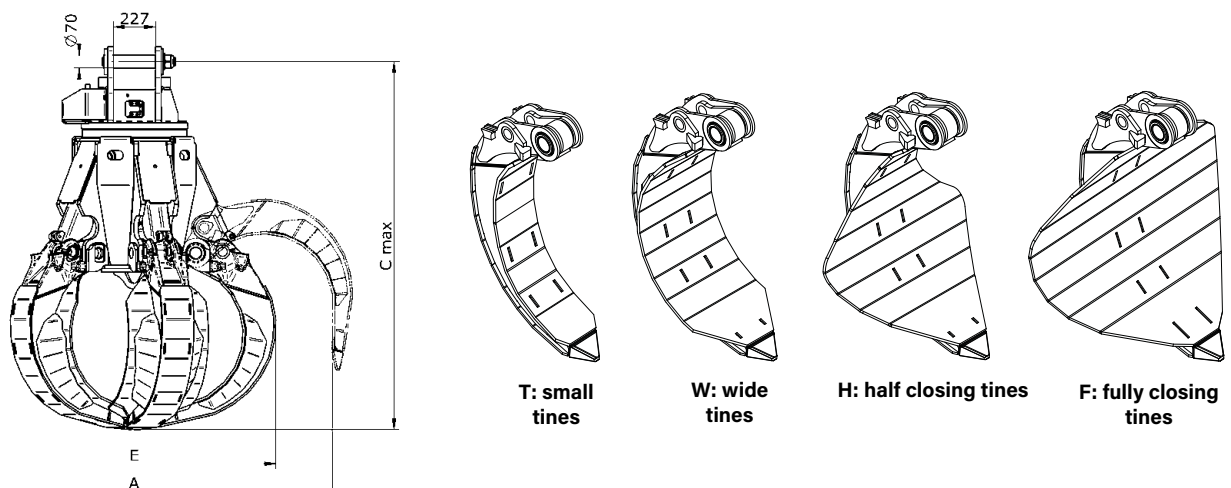 227
Ø70
C max
E
A
T: small
tines
W: wide
tines
H: half closing tines
F: fully closing
tines